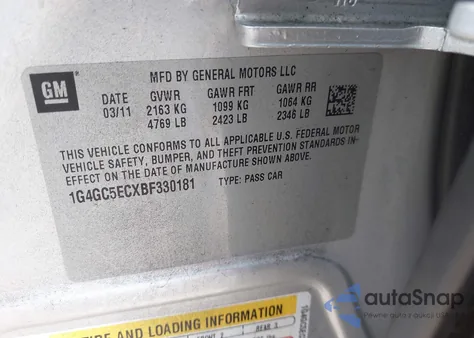 GM
MFD BY GENERAL MOTORS LLC
DATE GVWR GAWR FRT GAWR RR
03/11 2163 KG 1099 KG 1064 KG
4769 LB 2423 LB 2346 LB
THIS VEHICLE CONFORMS TO ALL APPLICABLE U.S. FEDERAL MOTOR
VEHICLE SAFETY, BUMPER, AND THEFT PREVENTION STANDARDS IN-
EFFECT ON THE DATE OF MANUFACTURE SHOWN ABOVE.
1G4GC5ECXBF330181 TYPE: PASS CAR
autoSnap
IRE AND LOADING INFORMATION